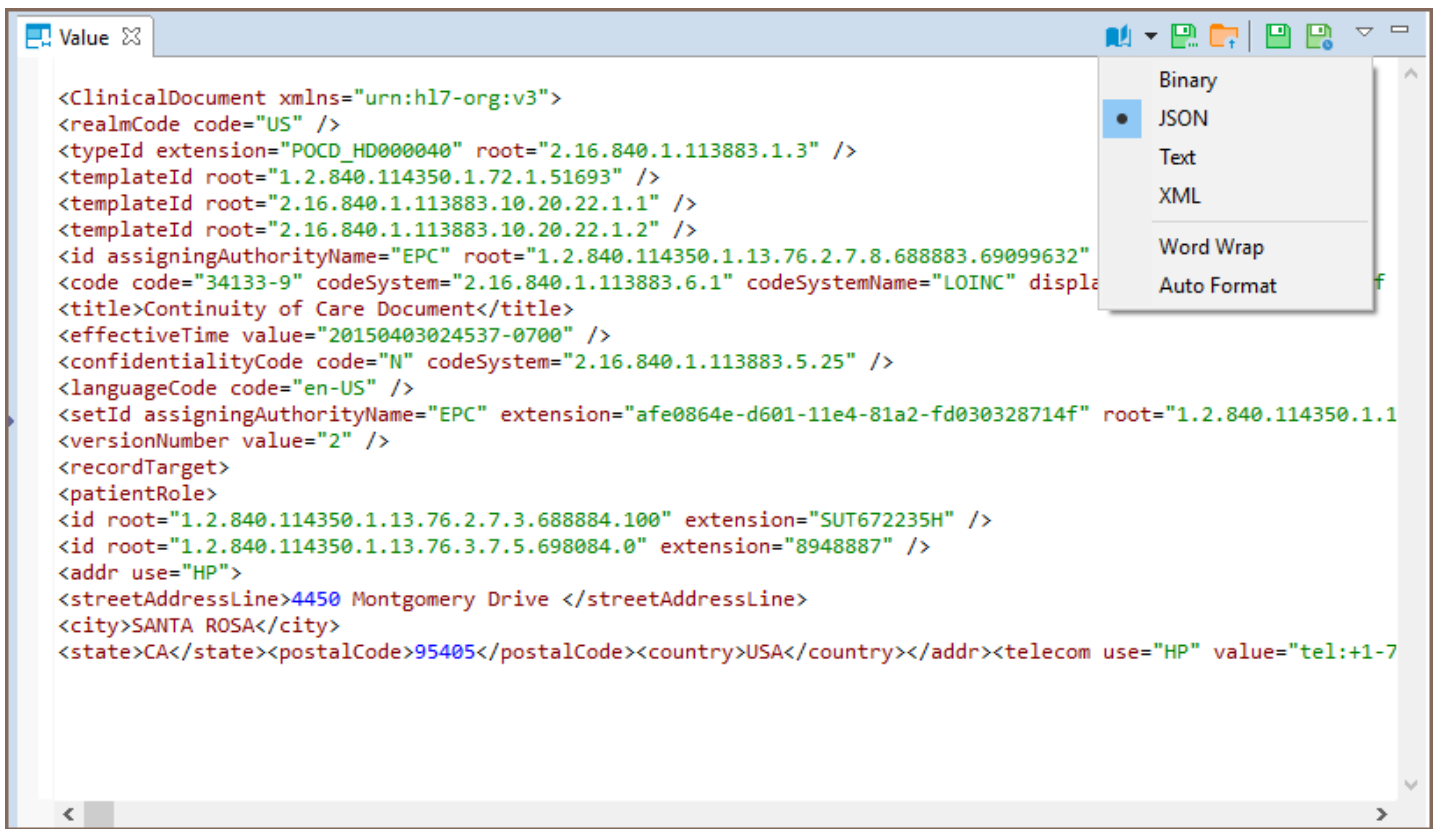 Value
Binary
JSON
Text
XML
Word Wrap
Auto Format
<ClinicalDocument xmlns="urn:hl7-org:v3">
<realmCode code="US" />
<typeId extension="POCD_HD000040" root="2.16.840.1.113883.1.3" />
<templateId root="1.2.840.114350.1.72.1.51693" />
<templateId root="2.16.840.1.113883.10.20.22.1.1" />
<templateId root="2.16.840.1.113883.10.20.22.1.2" />
<id assigningAuthorityName="EPC" root="1.2.840.114350.1.13.76.2.7.8.688883.69099632"
<code code="34133-9" codeSystem="2.16.840.1.113883.6.1" codeSystemName="LOINC" displa f
<title>Continuity of Care Document</title>
<effectiveTime value="20150403024537-0700" />
<confidentialityCode code="N" codeSystem="2.16.840.1.113883.5.25" />
<languageCode code="en-US" />
<setId assigningAuthorityName="EPC" extension="afe0864e-d601-11e4-81a2-fd030328714f" root="1.2.840.114350.1.1
<versionNumber value="2" />
<recordTarget>
<patientRole>
<id root="1.2.840.114350.1.13.76.2.7.3.688884.100" extension="SUT672235H" />
<id root="1.2.840.114350.1.13.76.3.7.5.698084.0" extension="8948887" />
<addr use="HP">
<streetAddressLine>4450 Montgomery Drive </streetAddressLine>
<city>SANTA ROSA</city>
<state>CA</state><postalCode>95405</postalCode><country>USA</country></addr><telecom use="HP" value="tel:+1-7